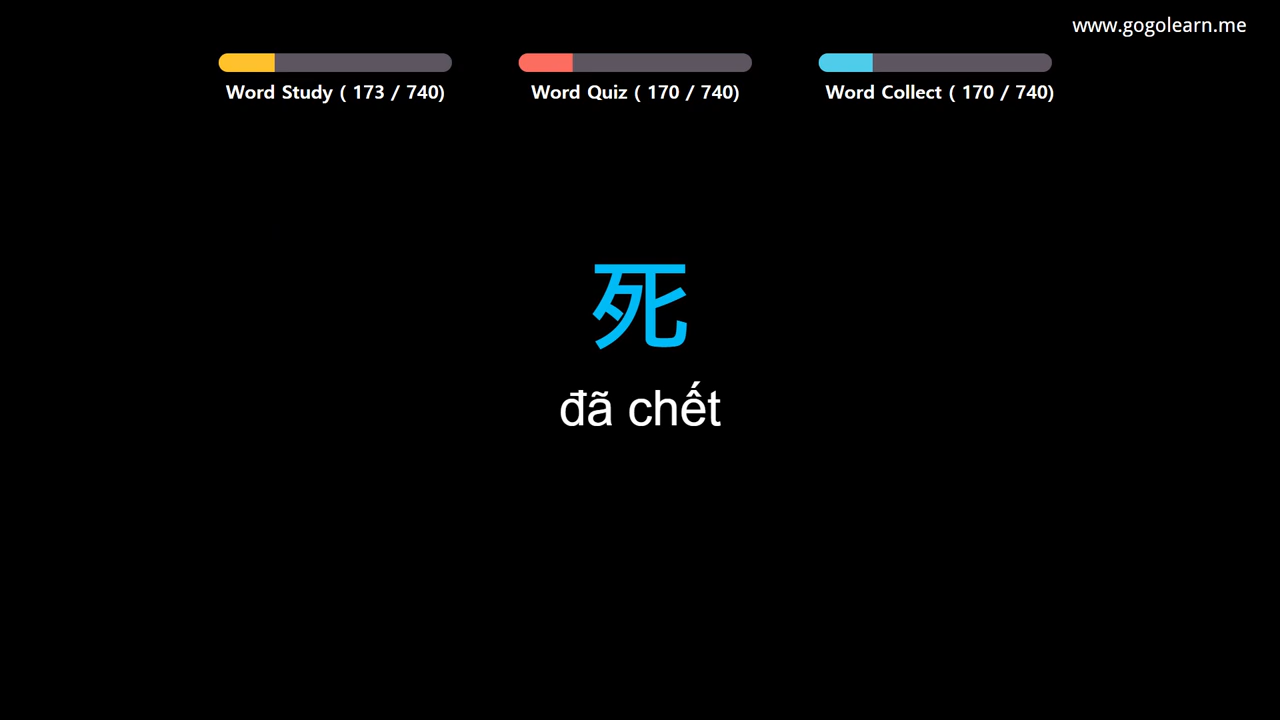 www.gogolearn.me
Word Study ( 173 / 740)
Word Quiz ( 170 / 740)
Word Collect ( 170 / 740)
死
đã chết